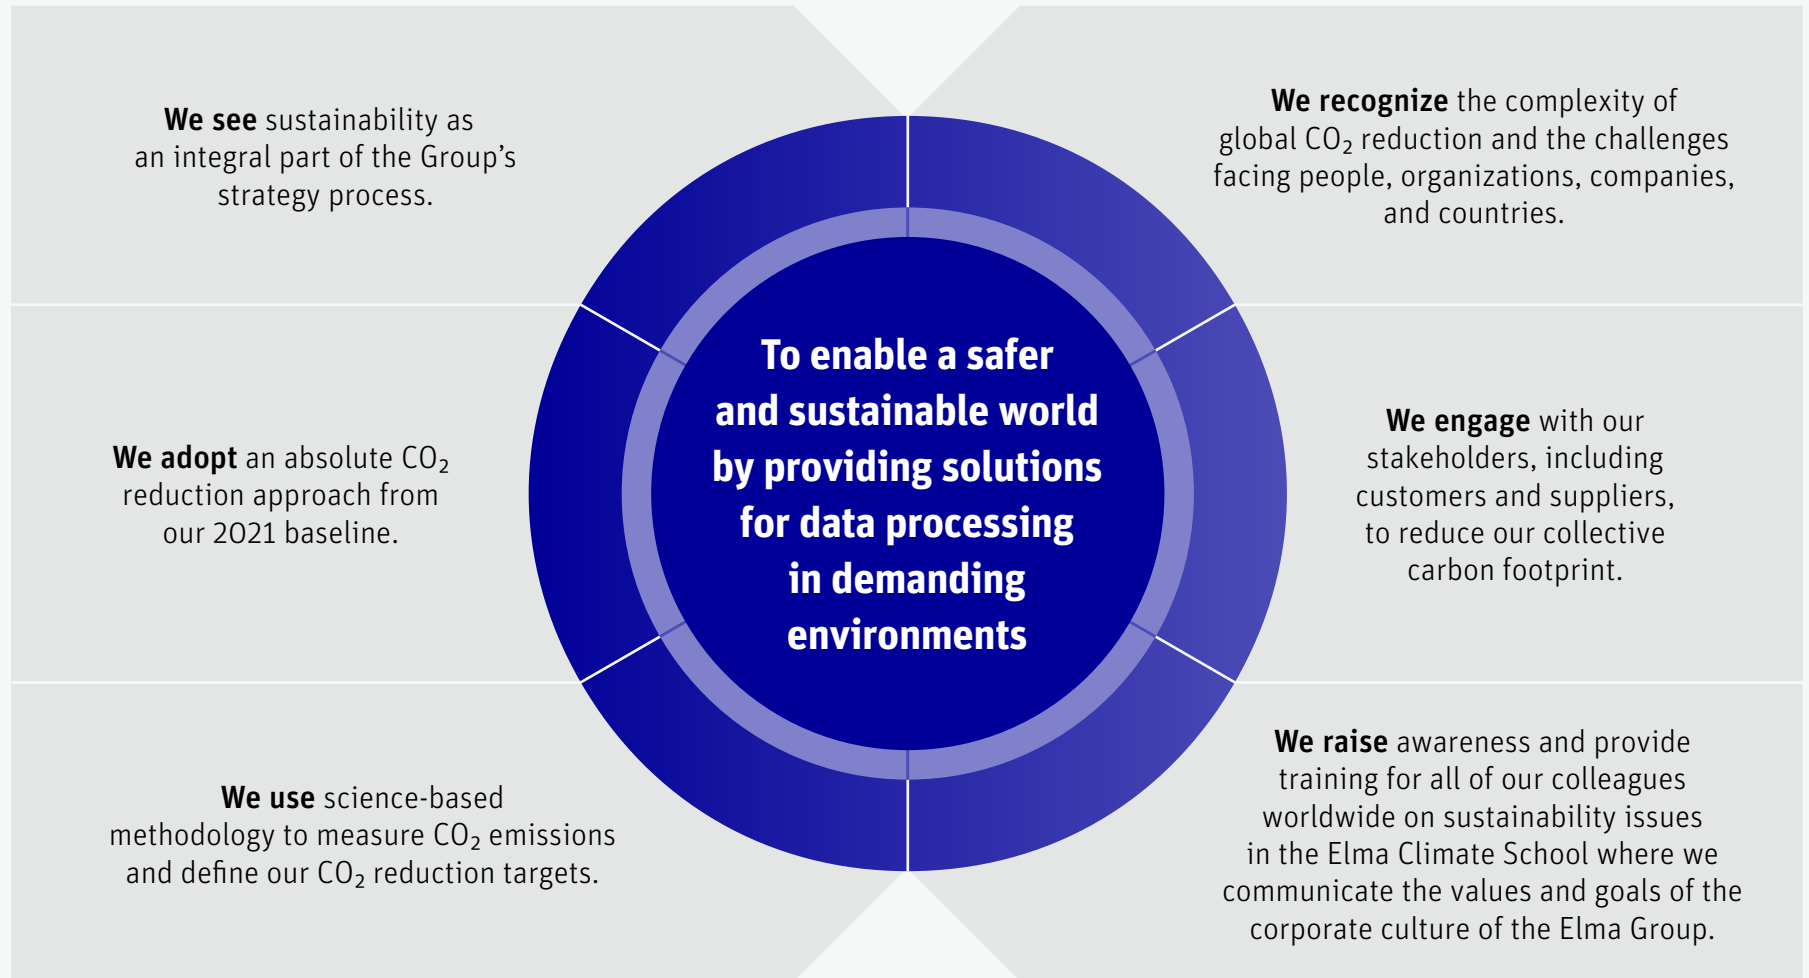 We see sustainability as
an integral part of the Group’s
strategy process.
We recognize the complexity of
global CO₂ reduction and the challenges
facing people, organizations, companies,
and countries.
We adopt an absolute CO₂
reduction approach from
our 2021 baseline.
To enable a safer
and sustainable world
by providing solutions
for data processing
in demanding
environments
We engage with our
stakeholders, including
customers and suppliers,
to reduce our collective
carbon footprint.
We use science-based
methodology to measure CO₂ emissions
and define our CO₂ reduction targets.
We raise awareness and provide
training for all of our colleagues
worldwide on sustainability issues
in the Elma Climate School where we
communicate the values and goals of the
corporate culture of the Elma Group.